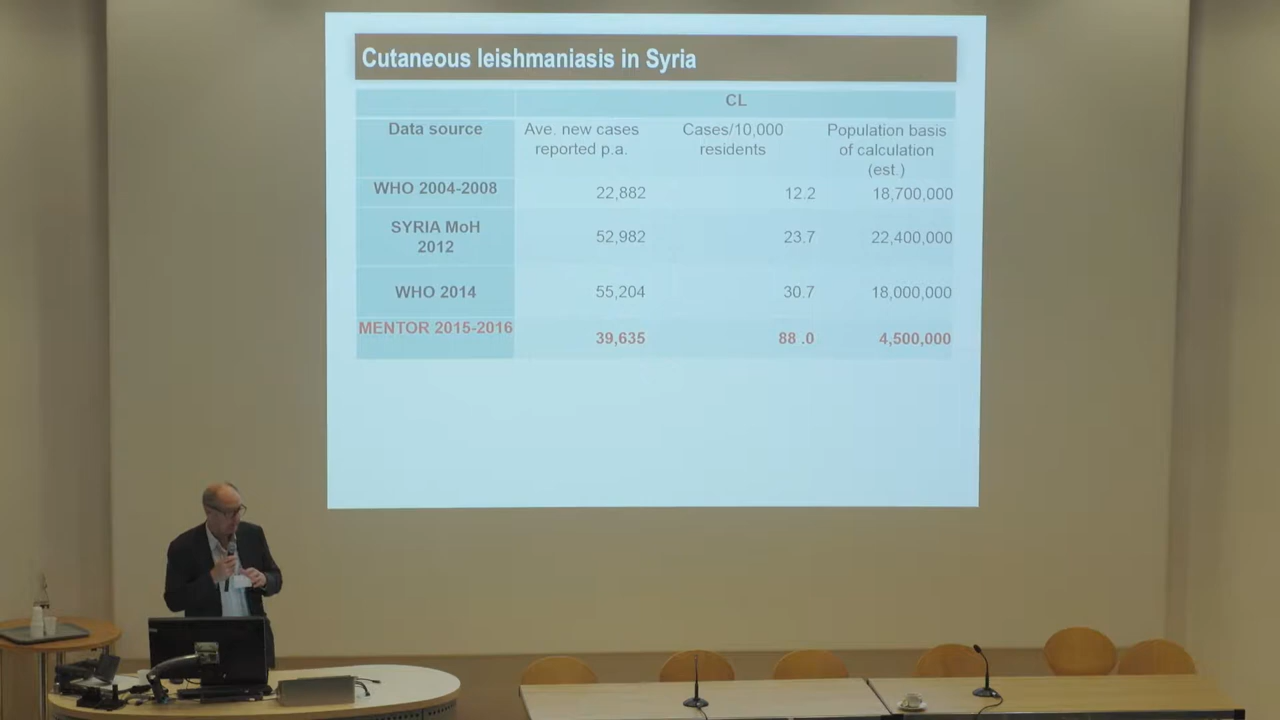 Cutaneous leishmaniasis in Syria
CL
Data source
Ave. new cases
reported p.a.
Cases/10,000
residents
Population basis
of calculation
(est.)
WHO 2004-2008
22,882
12.2
18,700,000
SYRIA MoH
2012
52,982
23.7
22,400,000
WHO 2014
55,204
30.7
18,000,000
MENTOR 2015-2016
39,635
88 .0
4,500,000